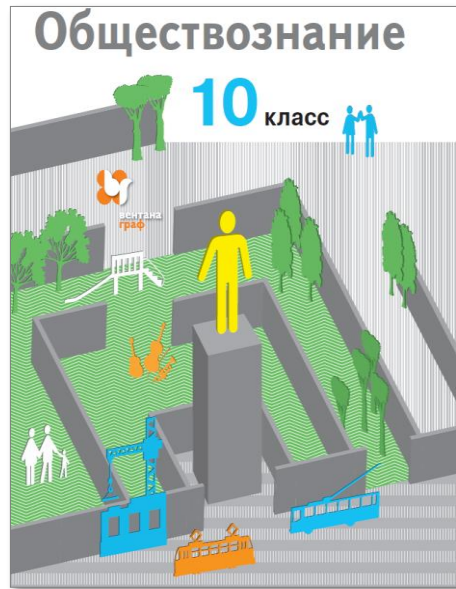 Обществознание
10 класс
вентана
граф